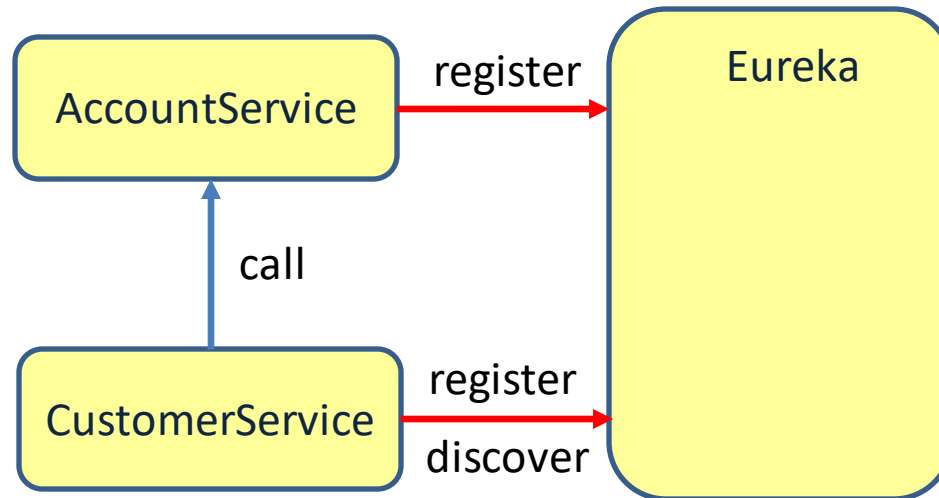 AccountService
register
Eureka
call
CustomerService
register
discover